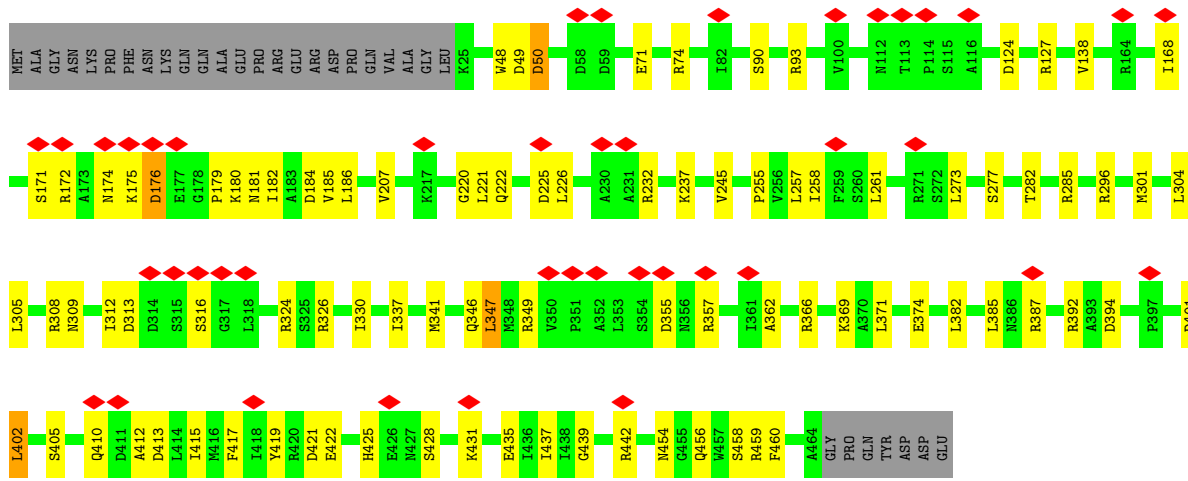 MET ALA GLY ASN LYS PRO PHE ASN LYS GLN GLN ALA GLU PRO ARG GLU ARG ASP PRO GLN VAL ALA GLY LEU K25 W48 D49 D50 D58 D59 E71 R74 I82 S90 R93 V100 N112 T113 P114 S115 A116 D124 R127 V138 R164 I168
S171 R172 A173 N174 K175 D176 E177 G178 P179 K180 N181 I182 A183 D184 V185 L186 V207 K217 G220 L221 Q222 D225 L226 A230 A231 R232 K237 V245 P255 V256 L257 I258 F259 S260 L261 R271 S272 L273 S277 T282 R285 R296 M301 L304
L305 R308 N309 I312 D313 D314 S315 S316 G317 L318 R324 S325 R326 I330 I337 M341 Q346 L347 M348 R349 V350 P351 A352 L353 S354 D355 N356 R357 I361 A362 R366 K369 A370 L371 E374 L382 L385 N386 R387 R392 A393 D394 P397
L402 S405 Q410 D411 A412 D413 L414 I415 M416 F417 I418 Y419 R420 D421 E422 H425 E426 N427 S428 K431 E435 I436 I437 I438 G439 R442 N454 G455 Q456 W457 S458 R459 F460 A464 GLY PRO GLN TYR ASP ASP GLU